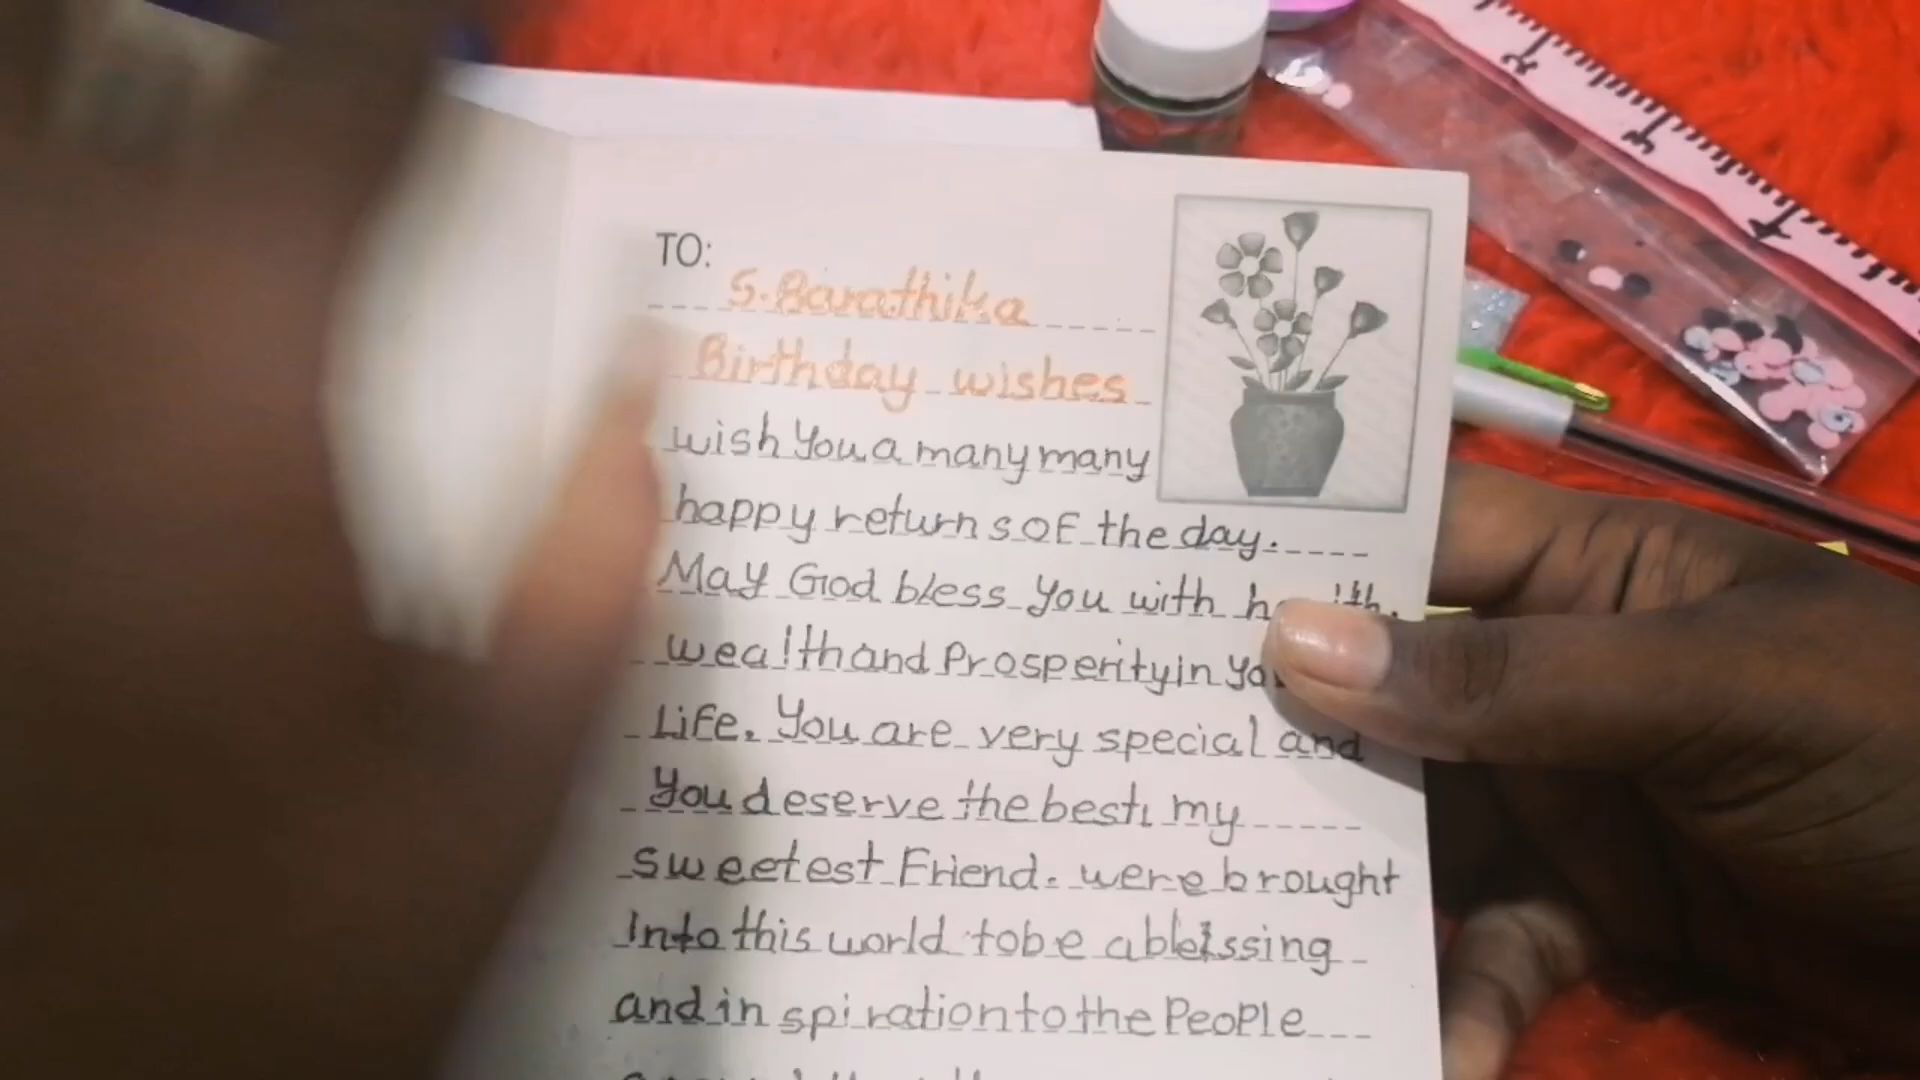 TO:
S. Barathika
Birthday wishes
wish You a many many
happy returns of the day.
May God bless You with
wealth and Prosperity in
Life. You are very special and
You deserve the best, my
sweetest Friend. were brought
Into this world to be a blessing
and in spiration to the People